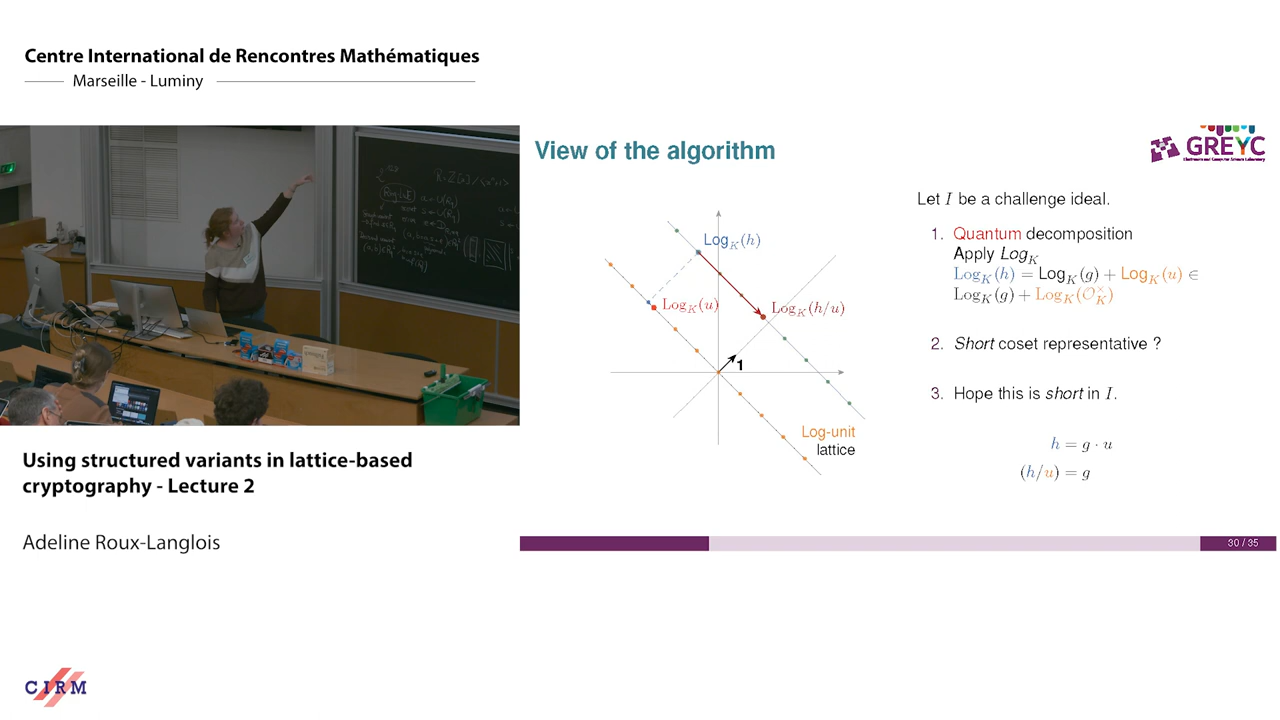 Centre International de Rencontres Mathématiques
Marseille - Luminy
View of the algorithm
GREYC
Let I be a challenge ideal.
1. Quantum decomposition
Apply Log_K
Log_K(h) = Log_K(g) + Log_K(u) ∈
Log_K(g) + Log_K(𝒪_K^×)
2. Short coset representative ?
3. Hope this is short in I.
h = g · u
(h/u) = g
Log_K(h)
Log_K(u)
Log_K(h/u)
1
Log-unit
lattice
30 / 35
Using structured variants in lattice-based
cryptography - Lecture 2
Adeline Roux-Langlois
CIRM